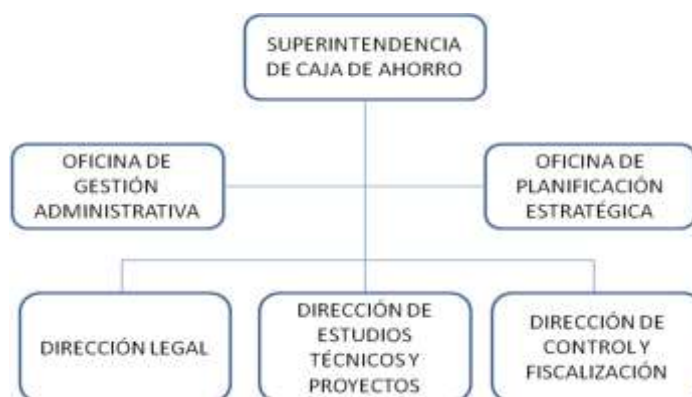 SUPERINTENDENCIA
DE CAJA DE AHORRO
OFICINA DE
GESTIÓN
ADMINISTRATIVA
OFICINA DE
PLANIFICACIÓN
ESTRATÉGICA
DIRECCIÓN LEGAL
DIRECCIÓN DE
ESTUDIOS
TÉCNICOS Y
PROYECTOS
DIRECCIÓN DE
CONTROL Y
FISCALIZACIÓN